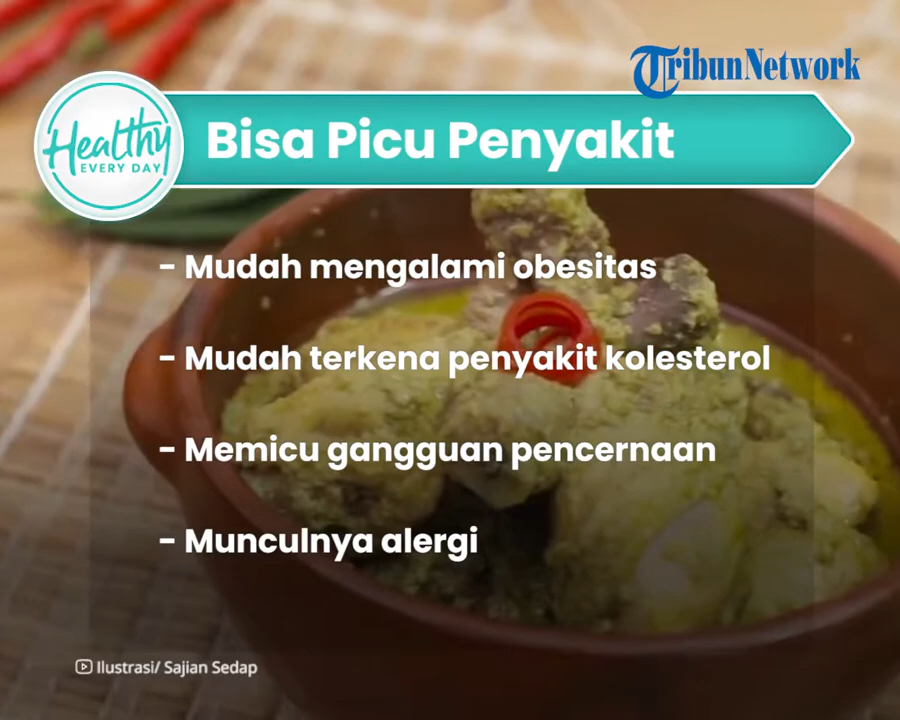 TribunNetwork
Healthy
EVERY DAY
Bisa Picu Penyakit
- Mudah mengalami obesitas
- Mudah terkena penyakit kolesterol
- Memicu gangguan pencernaan
- Munculnya alergi
Ilustrasi/ Sajian Sedap